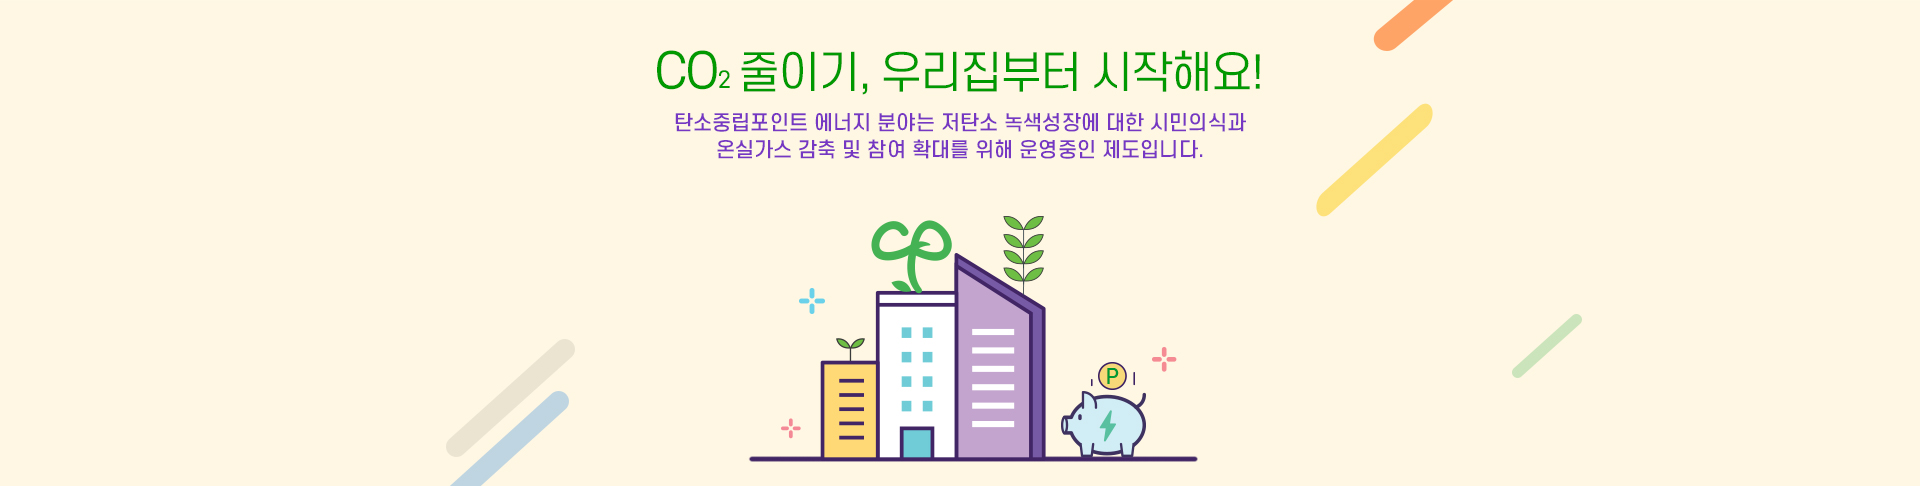 CO₂ 줄이기, 우리집부터 시작해요!
탄소중립포인트 에너지 분야는 저탄소 녹색성장에 대한 시민의식과
온실가스 감축 및 참여 확대를 위해 운영중인 제도입니다.
P